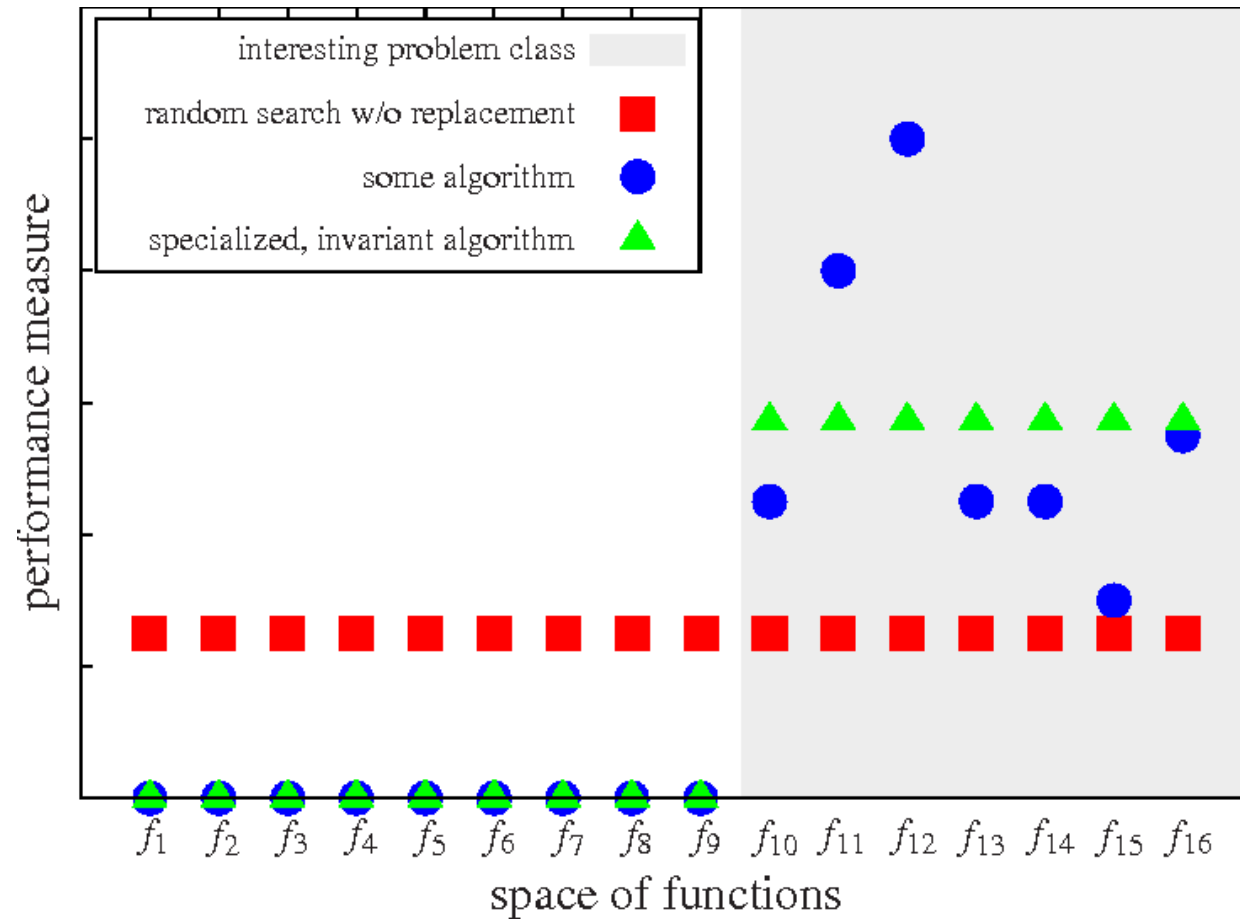 interesting problem class
random search w/o replacement
some algorithm
specialized, invariant algorithm
performance measure
f1 f2 f3 f4 f5 f6 f7 f8 f9 f10 f11 f12 f13 f14 f15 f16
space of functions